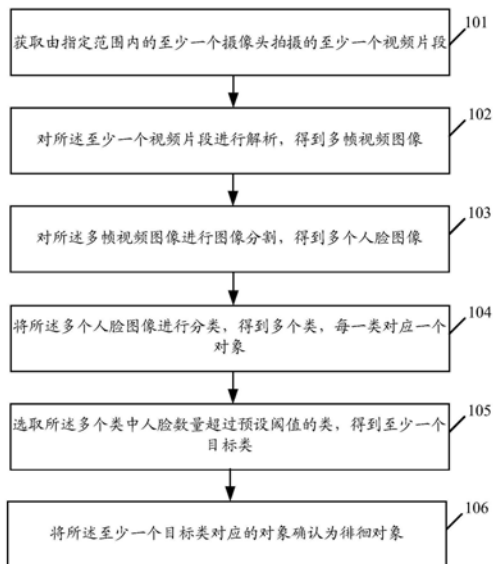 获取由指定范围内的至少一个摄像头拍摄的至少一个视频片段
101
对所述至少一个视频片段进行解析，得到多帧视频图像
102
对所述多帧视频图像进行图像分割，得到多个人脸图像
103
将所述多个人脸图像进行分类，得到多个类，每一类对应一个
对象
104
选取所述多个类中人脸数量超过预设阈值的类，得到至少一个
目标类
105
将所述至少一个目标类对应的对象确认为徘徊对象
106